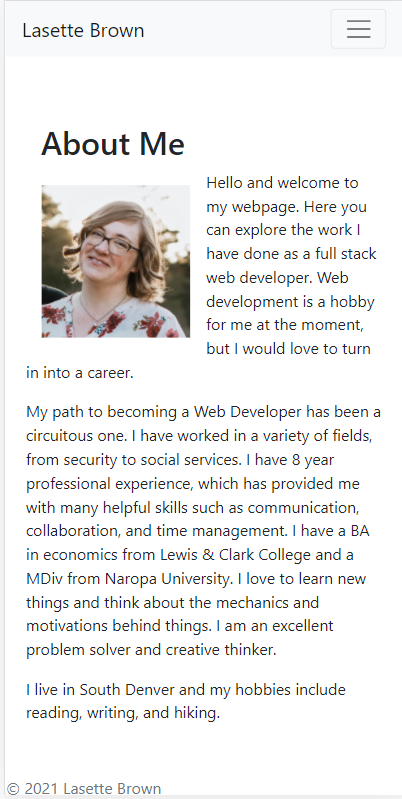 Lasette Brown
About Me
Hello and welcome to
my webpage. Here you
can explore the work I
have done as a full stack
web developer. Web
development is a hobby
for me at the moment,
but I would love to turn
in into a career.
My path to becoming a Web Developer has been a
circuitous one. I have worked in a variety of fields,
from security to social services. I have 8 year
professional experience, which has provided me
with many helpful skills such as communication,
collaboration, and time management. I have a BA
in economics from Lewis & Clark College and a
MDiv from Naropa University. I love to learn new
things and think about the mechanics and
motivations behind things. I am an excellent
problem solver and creative thinker.
I live in South Denver and my hobbies include
reading, writing, and hiking.
© 2021 Lasette Brown